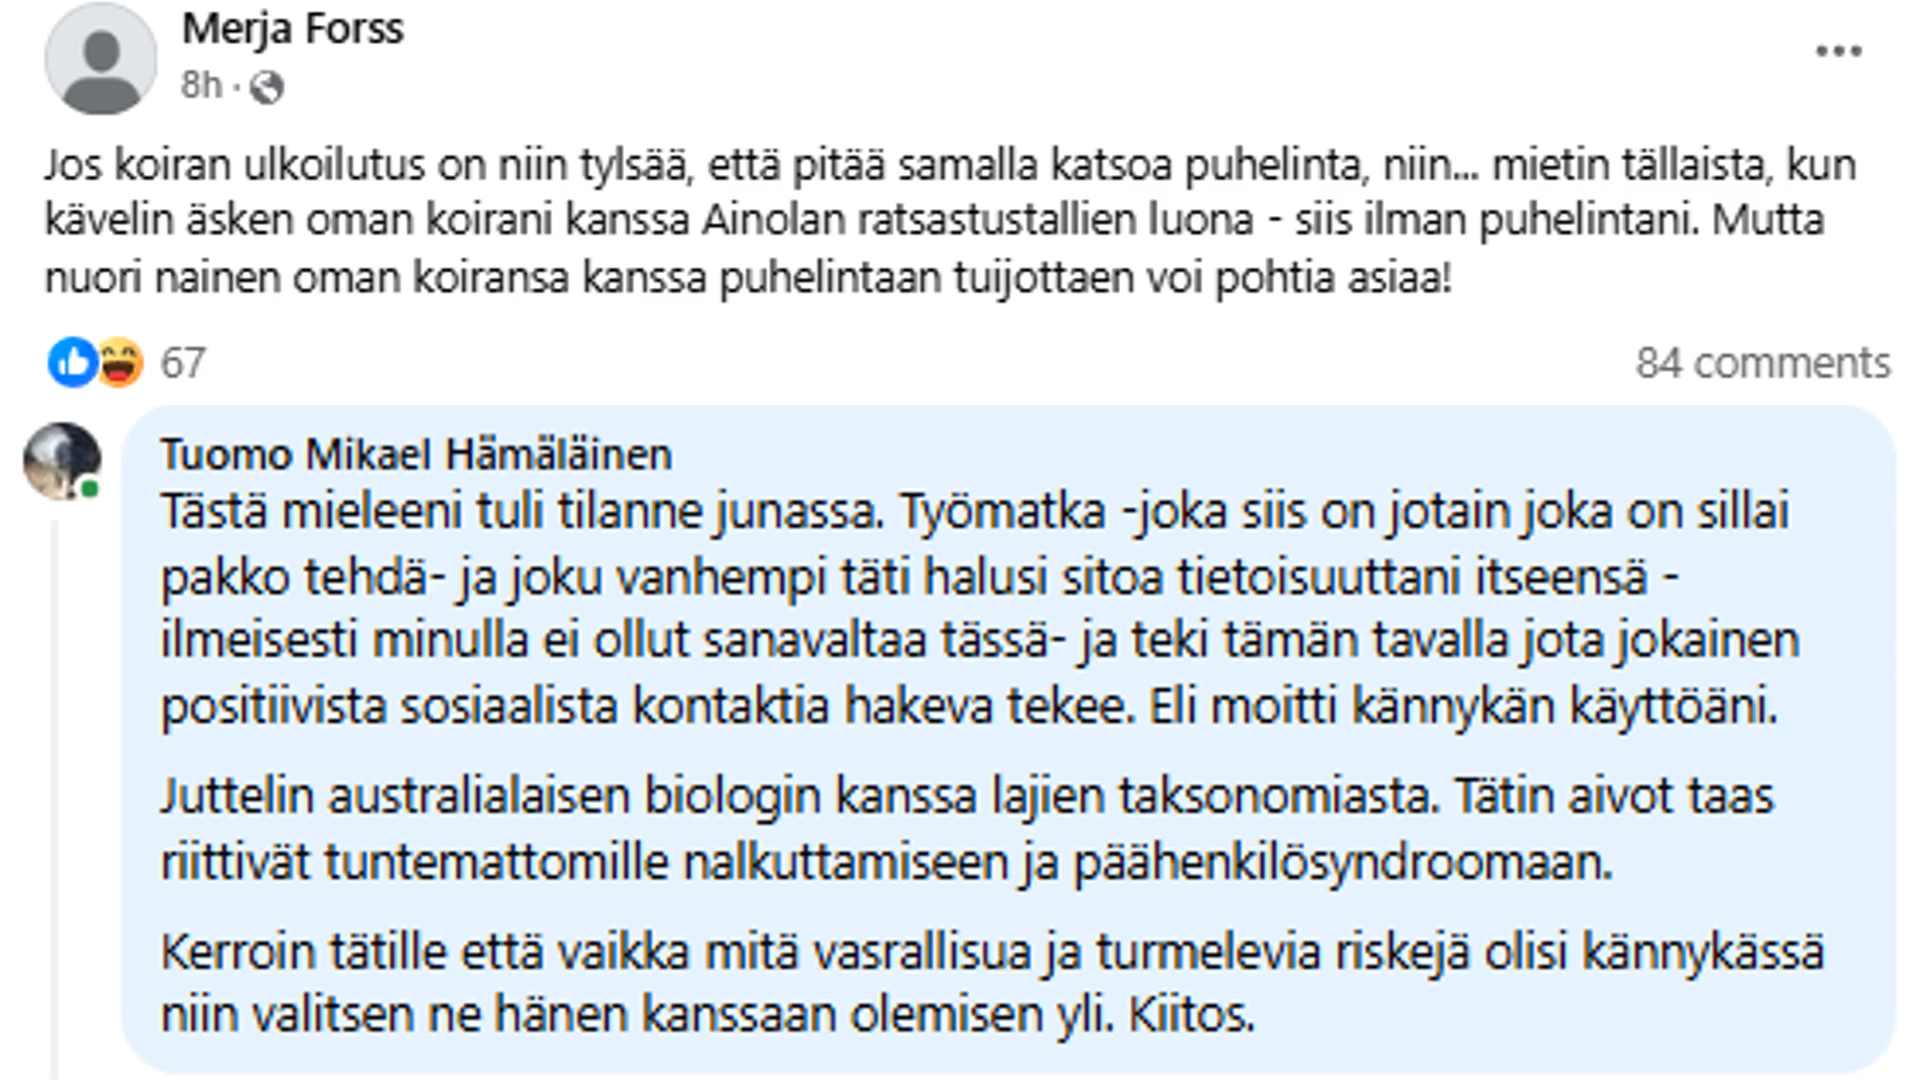 Merja Forss
8h ·
Jos koiran ulkoilutus on niin tylsää, että pitää samalla katsoa puhelinta, niin... mietin tällaista, kun
kävelin äsken oman koirani kanssa Ainolan ratsastustallien luona - siis ilman puhelintani. Mutta
nuori nainen oman koiransa kanssa puhelintaan tuijottaen voi pohtia asiaa!
67
84 comments
Tuomo Mikael Hämäläinen
Tästä mieleeni tuli tilanne junassa. Työmatka -joka siis on jotain joka on sillai
pakko tehdä- ja joku vanhempi täti halusi sitoa tietoisuuttani itseensä -
ilmeisesti minulla ei ollut sanavaltaa tässä- ja teki tämän tavalla jota jokainen
positiivista sosiaalista kontaktia hakeva tekee. Eli moitti kännykän käyttöäni.
Juttelin australialaisen biologin kanssa lajien taksonomiasta. Tätin aivot taas
riittivät tuntemattomille nalkuttamiseen ja päähenkilösyndroomaan.
Kerroin tätille että vaikka mitä vasrallisua ja turmelevia riskejä olisi kännykässä
niin valitsen ne hänen kanssaan olemisen yli. Kiitos.